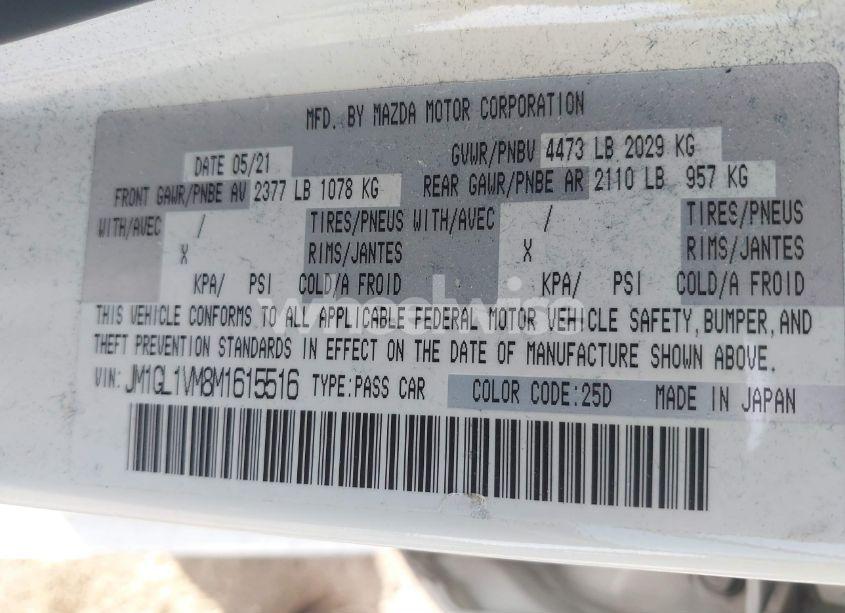 MFD. BY MAZDA MOTOR CORPORATION
DATE 05/21 GVWR/PNBV 4473 LB 2029 KG
FRONT GAWR/PNBE AV 2377 LB 1078 KG REAR GAWR/PNBE AR 2110 LB 957 KG
WITH/AVEC / TIRES/PNEUS WITH/AVEC / TIRES/PNEUS
X RIMS/JANTES X RIMS/JANTES
KPA/ PSI COLD/A FROID KPA/ PSI COLD/A FROID
wheelwise
THIS VEHICLE CONFORMS TO ALL APPLICABLE FEDERAL MOTOR VEHICLE SAFETY, BUMPER, AND
THEFT PREVENTION STANDARDS IN EFFECT ON THE DATE OF MANUFACTURE SHOWN ABOVE.
VIN: JM1GL1VM8M1615516 TYPE:PASS CAR COLOR CODE:25D MADE IN JAPAN